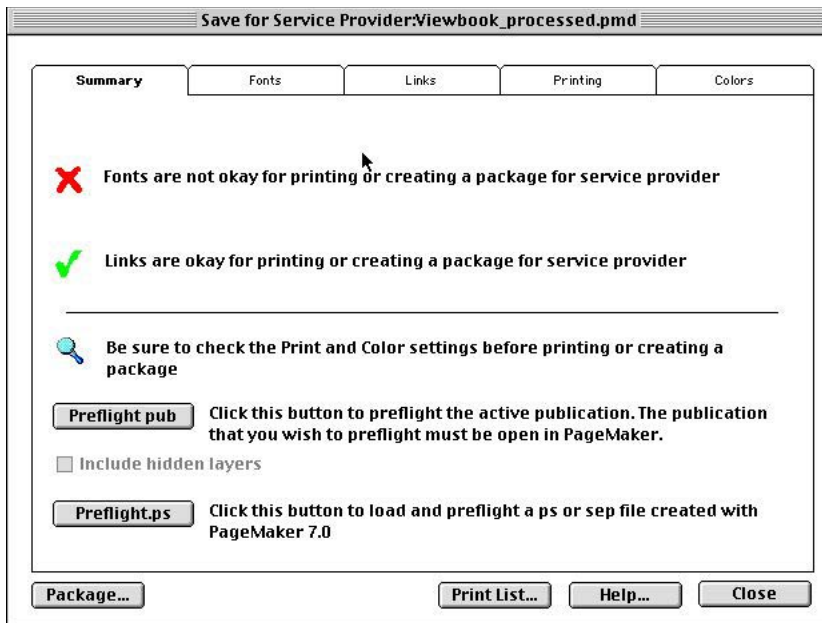 Save for Service Provider:Viewbook_processed.pmd
Summary Fonts Links Printing Colors
Fonts are not okay for printing or creating a package for service provider
Links are okay for printing or creating a package for service provider
Be sure to check the Print and Color settings before printing or creating a
package
Preflight pub
Click this button to preflight the active publication. The publication
that you wish to preflight must be open in PageMaker.
Include hidden layers
Preflight.ps
Click this button to load and preflight a ps or sep file created with
PageMaker 7.0
Package... Print List... Help... Close